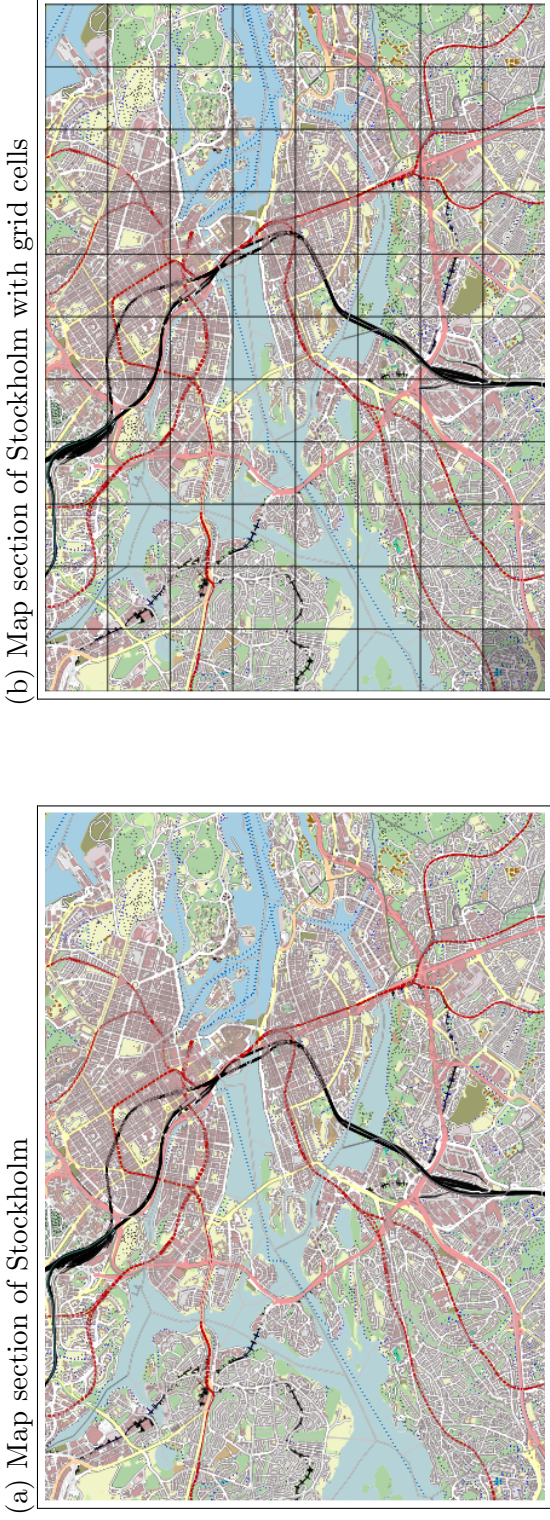 (a) Map section of Stockholm
(b) Map section of Stockholm with grid cells